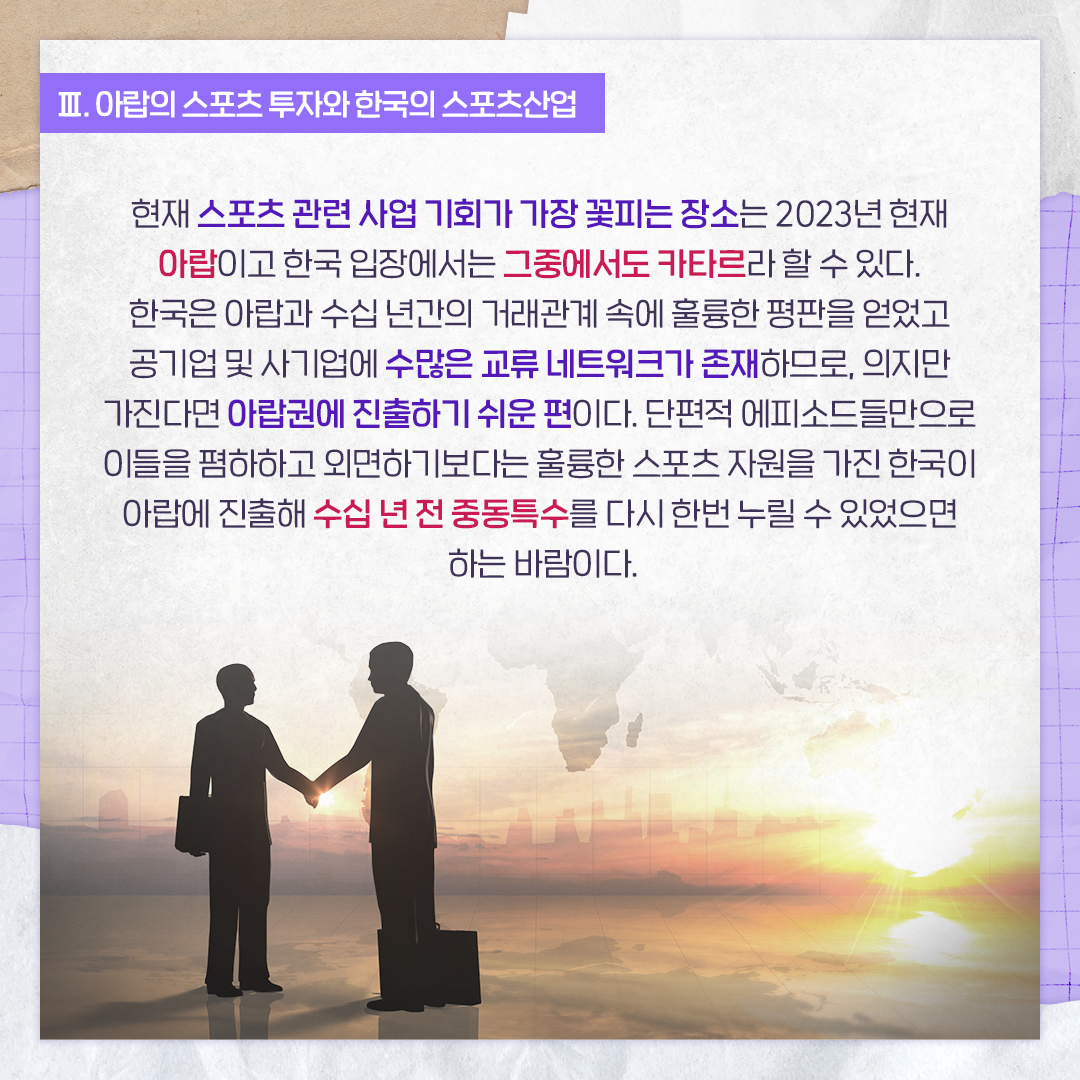 Ⅲ. 아랍의 스포츠 투자와 한국의 스포츠산업
현재 스포츠 관련 사업 기회가 가장 꽃피는 장소는 2023년 현재
아랍이고 한국 입장에서는 그중에서도 카타르라 할 수 있다.
한국은 아랍과 수십 년간의 거래관계 속에 훌륭한 평판을 얻었고
공기업 및 사기업에 수많은 교류 네트워크가 존재하므로, 의지만
가진다면 아랍권에 진출하기 쉬운 편이다. 단편적 에피소드들만으로
이들을 폄하하고 외면하기보다는 훌륭한 스포츠 자원을 가진 한국이
아랍에 진출해 수십 년 전 중동특수를 다시 한번 누릴 수 있었으면
하는 바람이다.